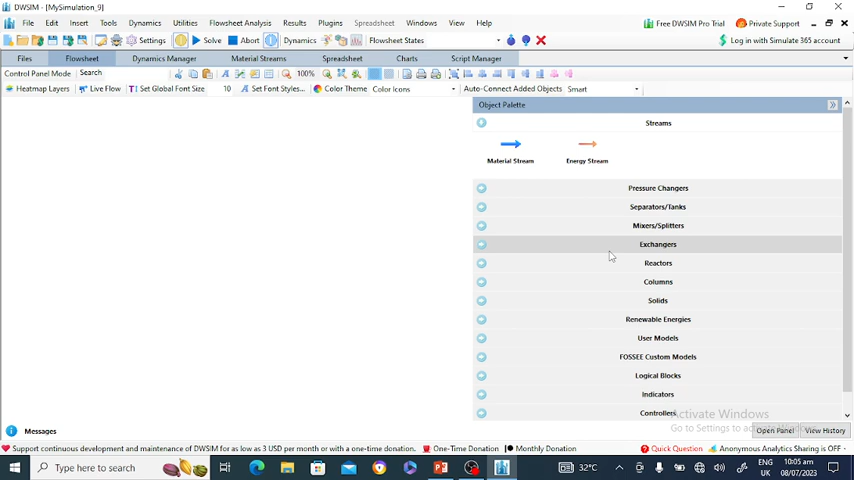 DWSIM - [MySimulation_9]
File Edit Insert Tools Dynamics Utilities Flowsheet Analysis Results Plugins Spreadsheet Windows View Help Free DWSIM Pro Trial Private Support
Settings Solve Abort Dynamics Flowsheet States Log in with Simulate 365 account
Files Flowsheet Dynamics Manager Material Streams Spreadsheet Charts Script Manager
Control Panel Mode Search 100%
Heatmap Layers Live Flow Set Global Font Size 10 Set Font Styles... Color Theme Color Icons Auto-Connect Added Objects Smart
Object Palette
Streams
Material Stream Energy Stream
Pressure Changers
Separators/Tanks
Mixers/Splitters
Exchangers
Reactors
Columns
Solids
Renewable Energies
User Models
FOSSEE Custom Models
Logical Blocks
Indicators
Controllers
Activate Windows
Messages Open Panel View History
Support continuous development and maintenance of DWSIM for as low as 3 USD per month or with a one-time donation. One-Time Donation Monthly Donation Quick Question Anonymous Analytics Sharing is OFF
Type here to search 32°C ENG 10:05 am
UK 08/07/2023